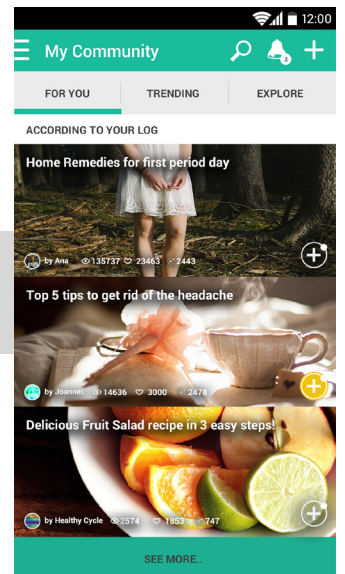 12:00
My Community
3
FOR YOU TRENDING EXPLORE
ACCORDING TO YOUR LOG
Home Remedies for first period day
by Ana 135737 23463 2443
Top 5 tips to get rid of the headache
by Joanne 14636 3000 2478
Delicious Fruit Salad recipe in 3 easy steps!
by Healthy Cycle 2574 1853 747
SEE MORE..